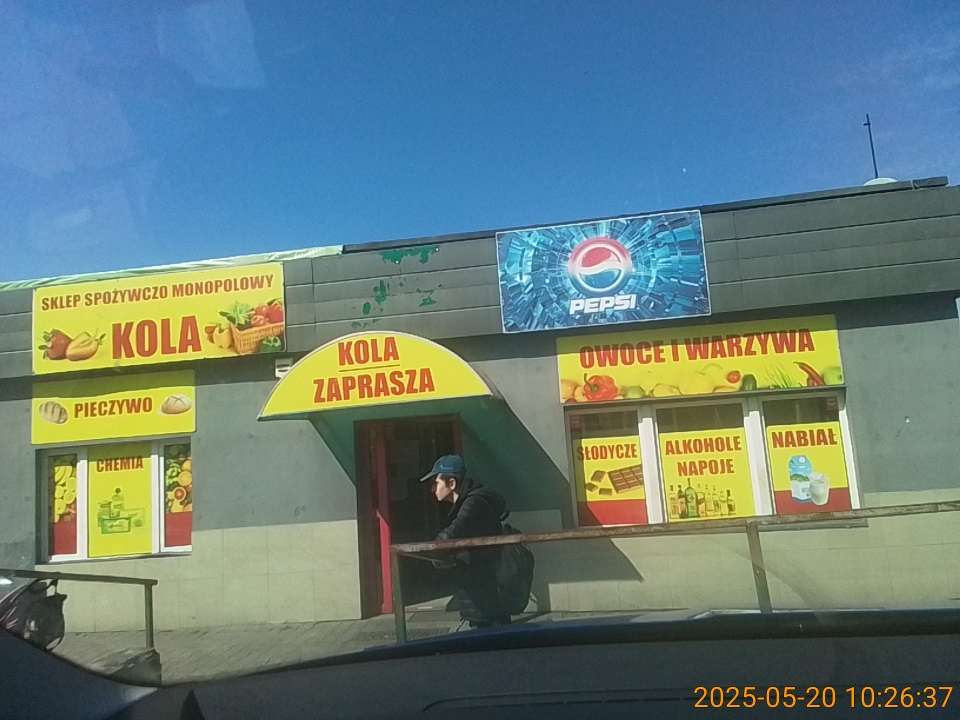 SKLEP SPOŻYWCZO MONOPOLOWY
KOLA
PIECZYWO
CHEMIA
KOLA
ZAPRASZA
PEPSI
OWOCE I WARZYWA
SŁODYCZE
ALKOHOLE
NAPOJE
NABIAŁ
2025-05-20 10:26:37